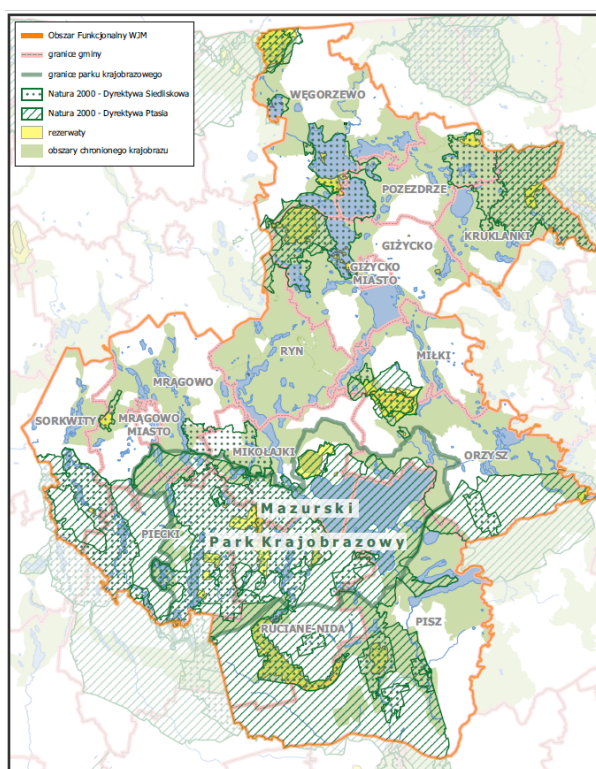 Obszar Funkcjonalny WJM
granice gminy
granice parku krajobrazowego
Natura 2000 - Dyrektywa Siedliskowa
Natura 2000 - Dyrektywa Ptasia
rezerwaty
obszary chronionego krajobrazu
WĘGORZEWO
POZEZDRZE
KRUKLANKI
GIŻYCKO
GIŻYCKO
MIASTO
RYN
MIŁKI
MRĄGOWO
SORKWITY
MRĄGOWO
MIASTO
MIKOŁAJKI
ORZYSZ
Mazurski
Park Krajobrazowy
PIECKI
RUCIANE-NIDA
PISZ